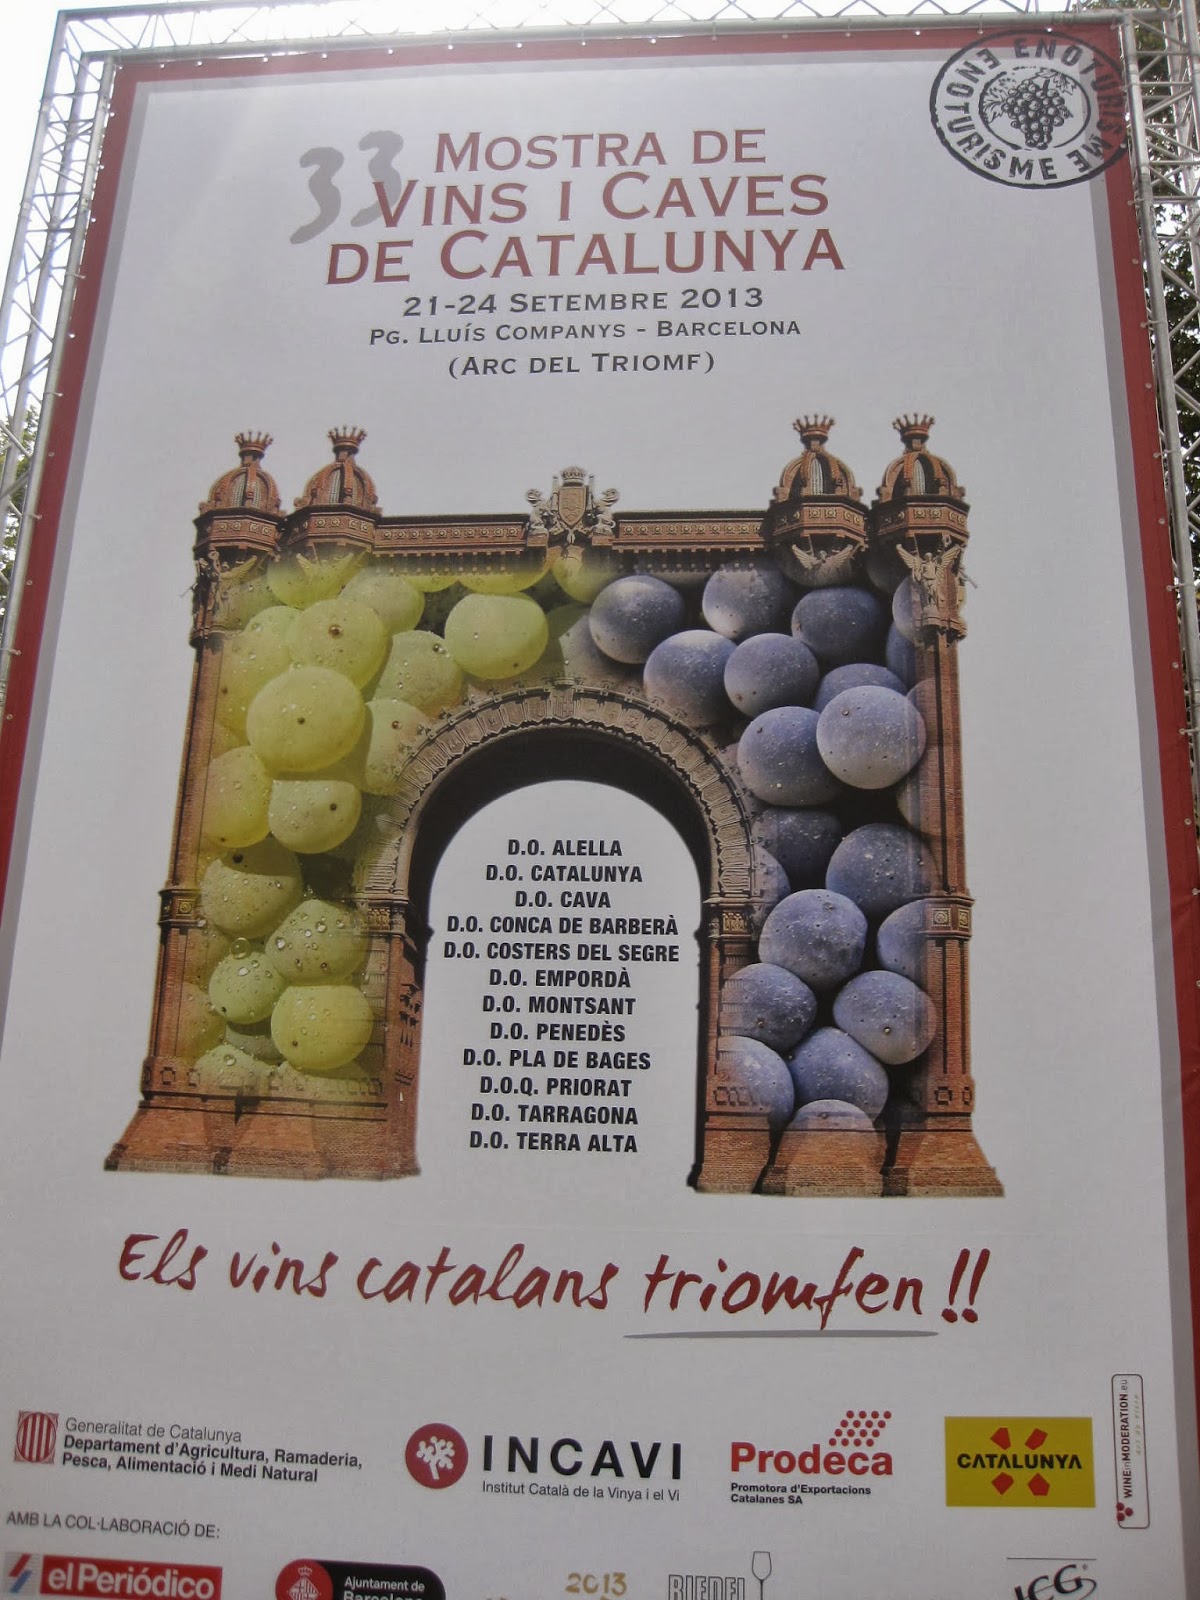 ENOTURISME ENOTURISME
33 MOSTRA DE
VINS I CAVES
DE CATALUNYA
21-24 SETEMBRE 2013
PG. LLUÍS COMPANYS - BARCELONA
(ARC DEL TRIOMF)
D.O. ALELLA
D.O. CATALUNYA
D.O. CAVA
D.O. CONCA DE BARBERÀ
D.O. COSTERS DEL SEGRE
D.O. EMPORDÀ
D.O. MONTSANT
D.O. PENEDÈS
D.O. PLA DE BAGES
D.O.Q. PRIORAT
D.O. TARRAGONA
D.O. TERRA ALTA
Els vins catalans triomfen!!
Generalitat de Catalunya
Departament d'Agricultura, Ramaderia,
Pesca, Alimentació i Medi Natural
INCAVI
Institut Català de la Vinya i el Vi
Prodeca
Promotora d'Exportacions
Catalanes SA
CATALUNYA
WINE in MODERATION.eu
AMB LA COL·LABORACIÓ DE:
el Periódico
Ajuntament de
Barcelona
2013
RIEDEL
ICG